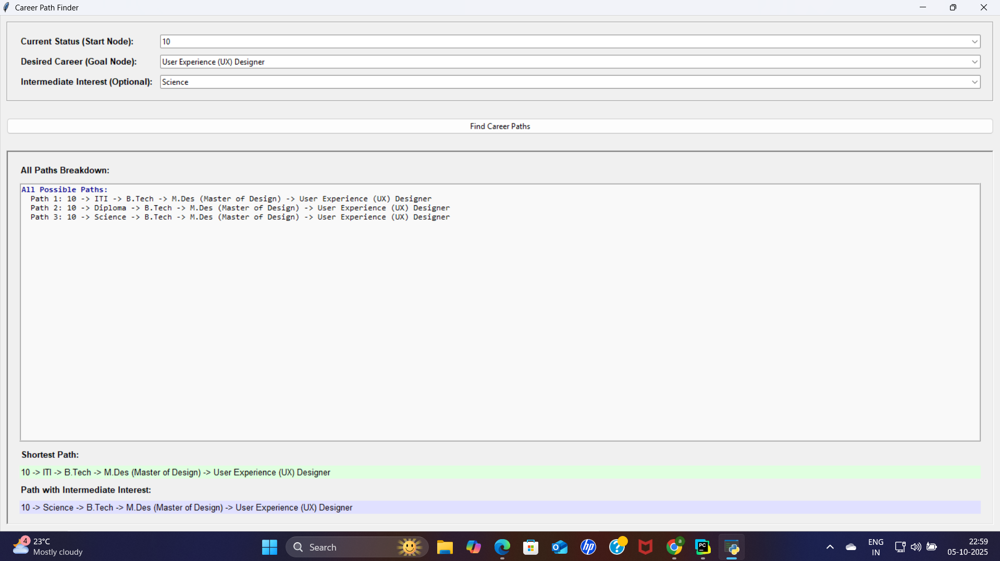 Career Path Finder
Current Status (Start Node):
10
Desired Career (Goal Node):
User Experience (UX) Designer
Intermediate Interest (Optional):
Science
Find Career Paths
All Paths Breakdown:
All Possible Paths:
Path 1: 10 -> ITI -> B.Tech -> M.Des (Master of Design) -> User Experience (UX) Designer
Path 2: 10 -> Diploma -> B.Tech -> M.Des (Master of Design) -> User Experience (UX) Designer
Path 3: 10 -> Science -> B.Tech -> M.Des (Master of Design) -> User Experience (UX) Designer
Shortest Path:
10 -> ITI -> B.Tech -> M.Des (Master of Design) -> User Experience (UX) Designer
Path with Intermediate Interest:
10 -> Science -> B.Tech -> M.Des (Master of Design) -> User Experience (UX) Designer
4
23°C
Mostly cloudy
Search
hp
?
a
PC
ENG
IN
22:59
05-10-2025